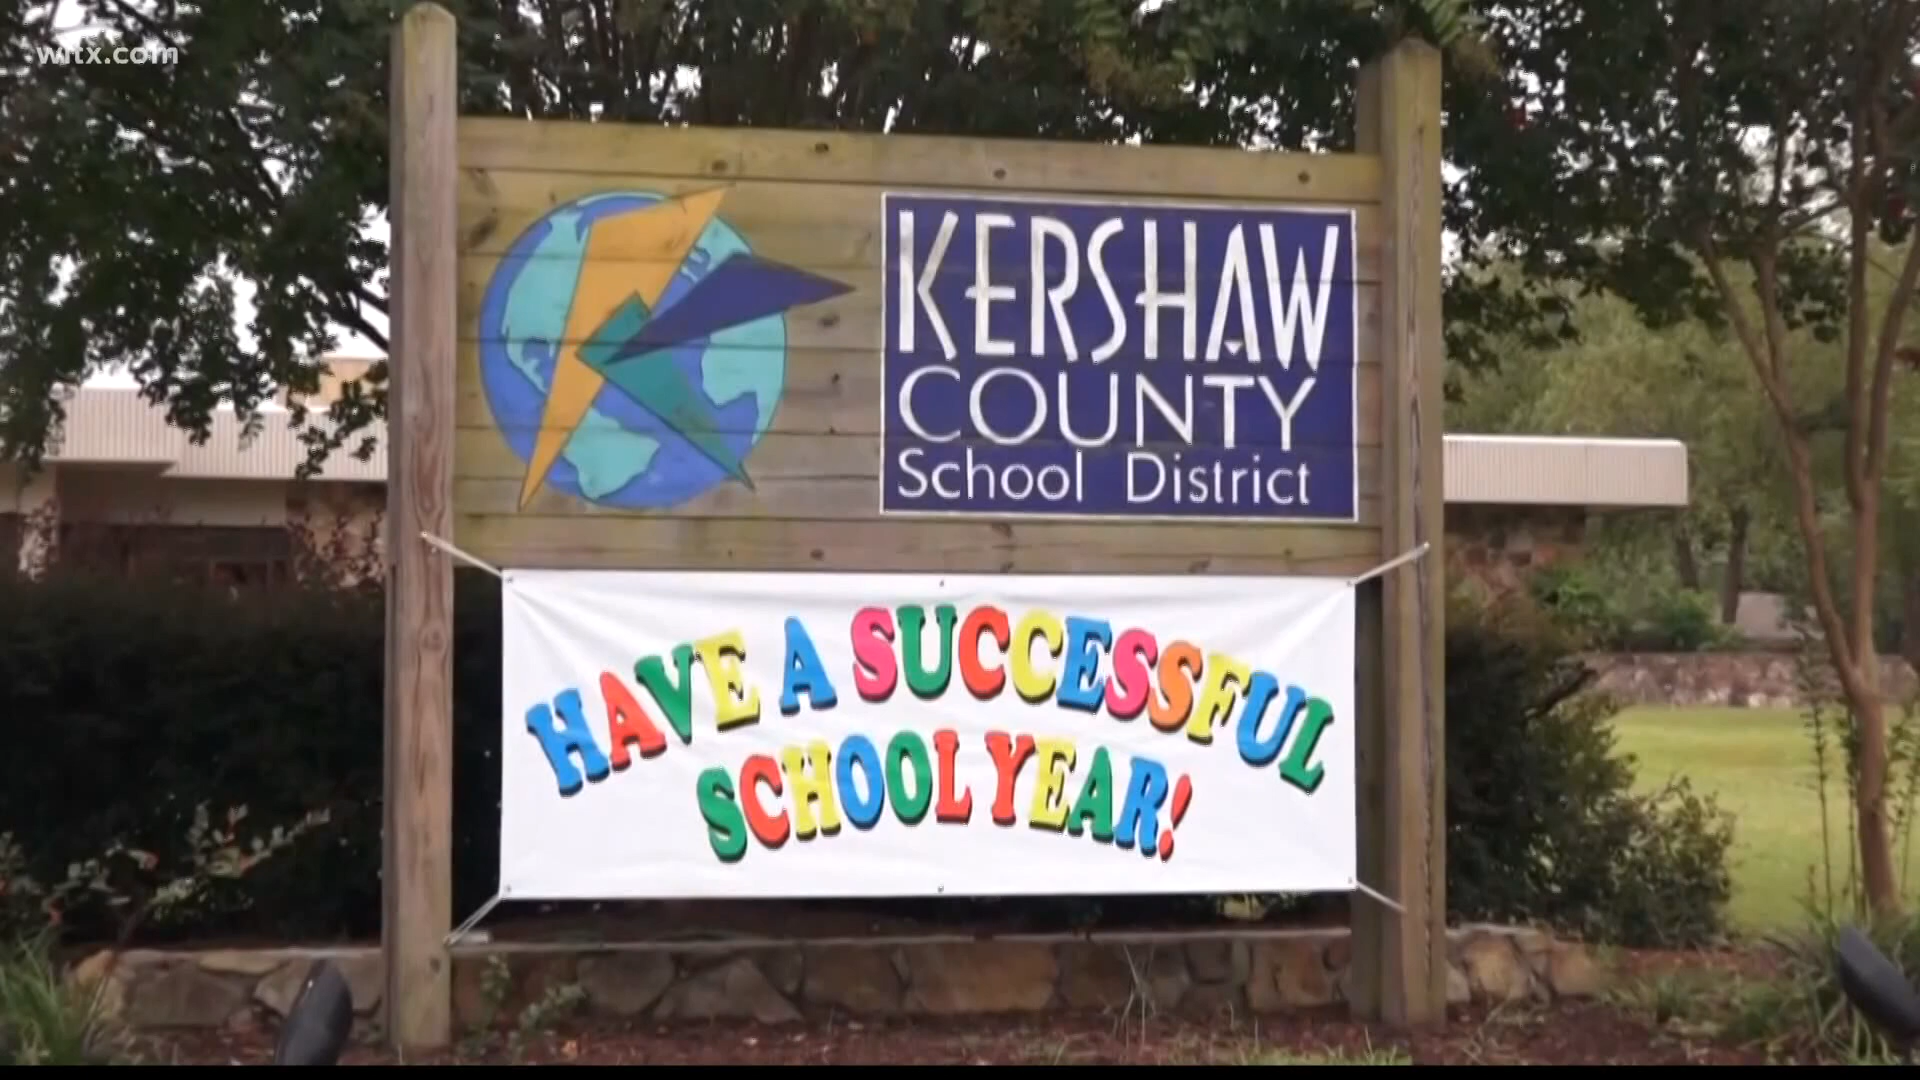 wltx.com
KERSHAW
COUNTY
School District
HAVE A SUCCESSFUL
SCHOOL YEAR!